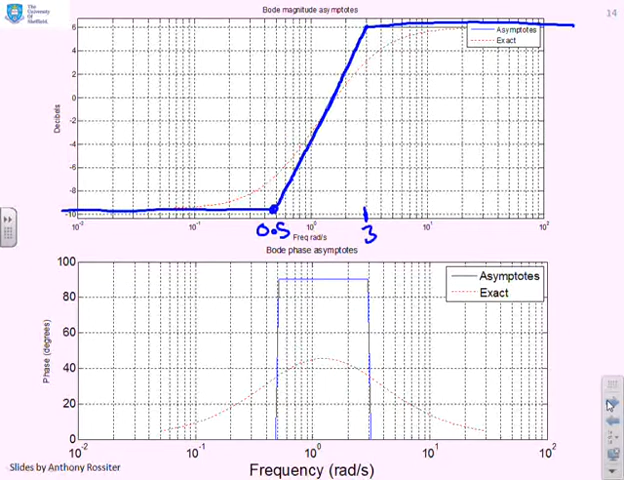 The
University
Of
Sheffield.
14
Bode magnitude asymptotes
Asymptotes
Exact
Decibels
6
4
2
0
-2
-4
-6
-8
-10
10^-2
10^-1
10^0
10^1
10^2
Freq rad/s
0.5
3
Bode phase asymptotes
Asymptotes
Exact
Phase (degrees)
100
80
60
40
20
0
10^-2
10^-1
10^0
10^1
10^2
Frequency (rad/s)
Slides by Anthony Rossiter